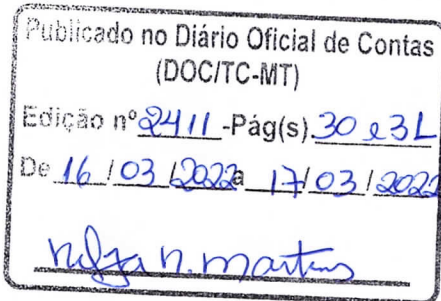 Publicado no Diário Oficial de Contas
(DOC/TC-MT)
Edição nº 2411 -Pág(s). 30 e 31
De 16 / 03 / 2022 a 17 / 03 / 2022
n. martins